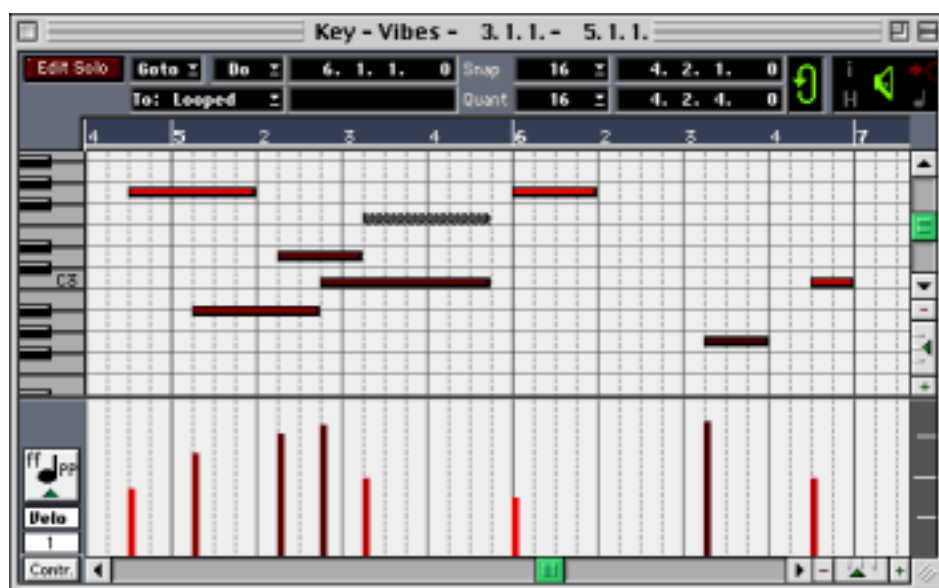 Key - Vibes - 3. 1. 1. - 5. 1. 1.
Edit Solo Goto Do 6. 1. 1. 0 Snap 16 4. 2. 1. 0 i
To: Looped Quant 16 4. 2. 4. 0 H
4 5 2 3 4 6 2 3 4 7
C3
ff PP
Velo
1
Contr.